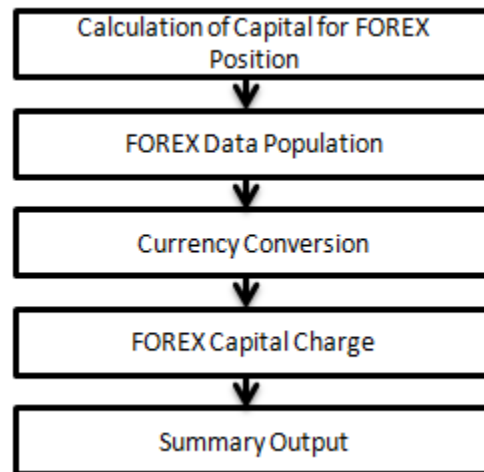 Calculation of Capital for FOREX
Position
FOREX Data Population
Currency Conversion
FOREX Capital Charge
Summary Output